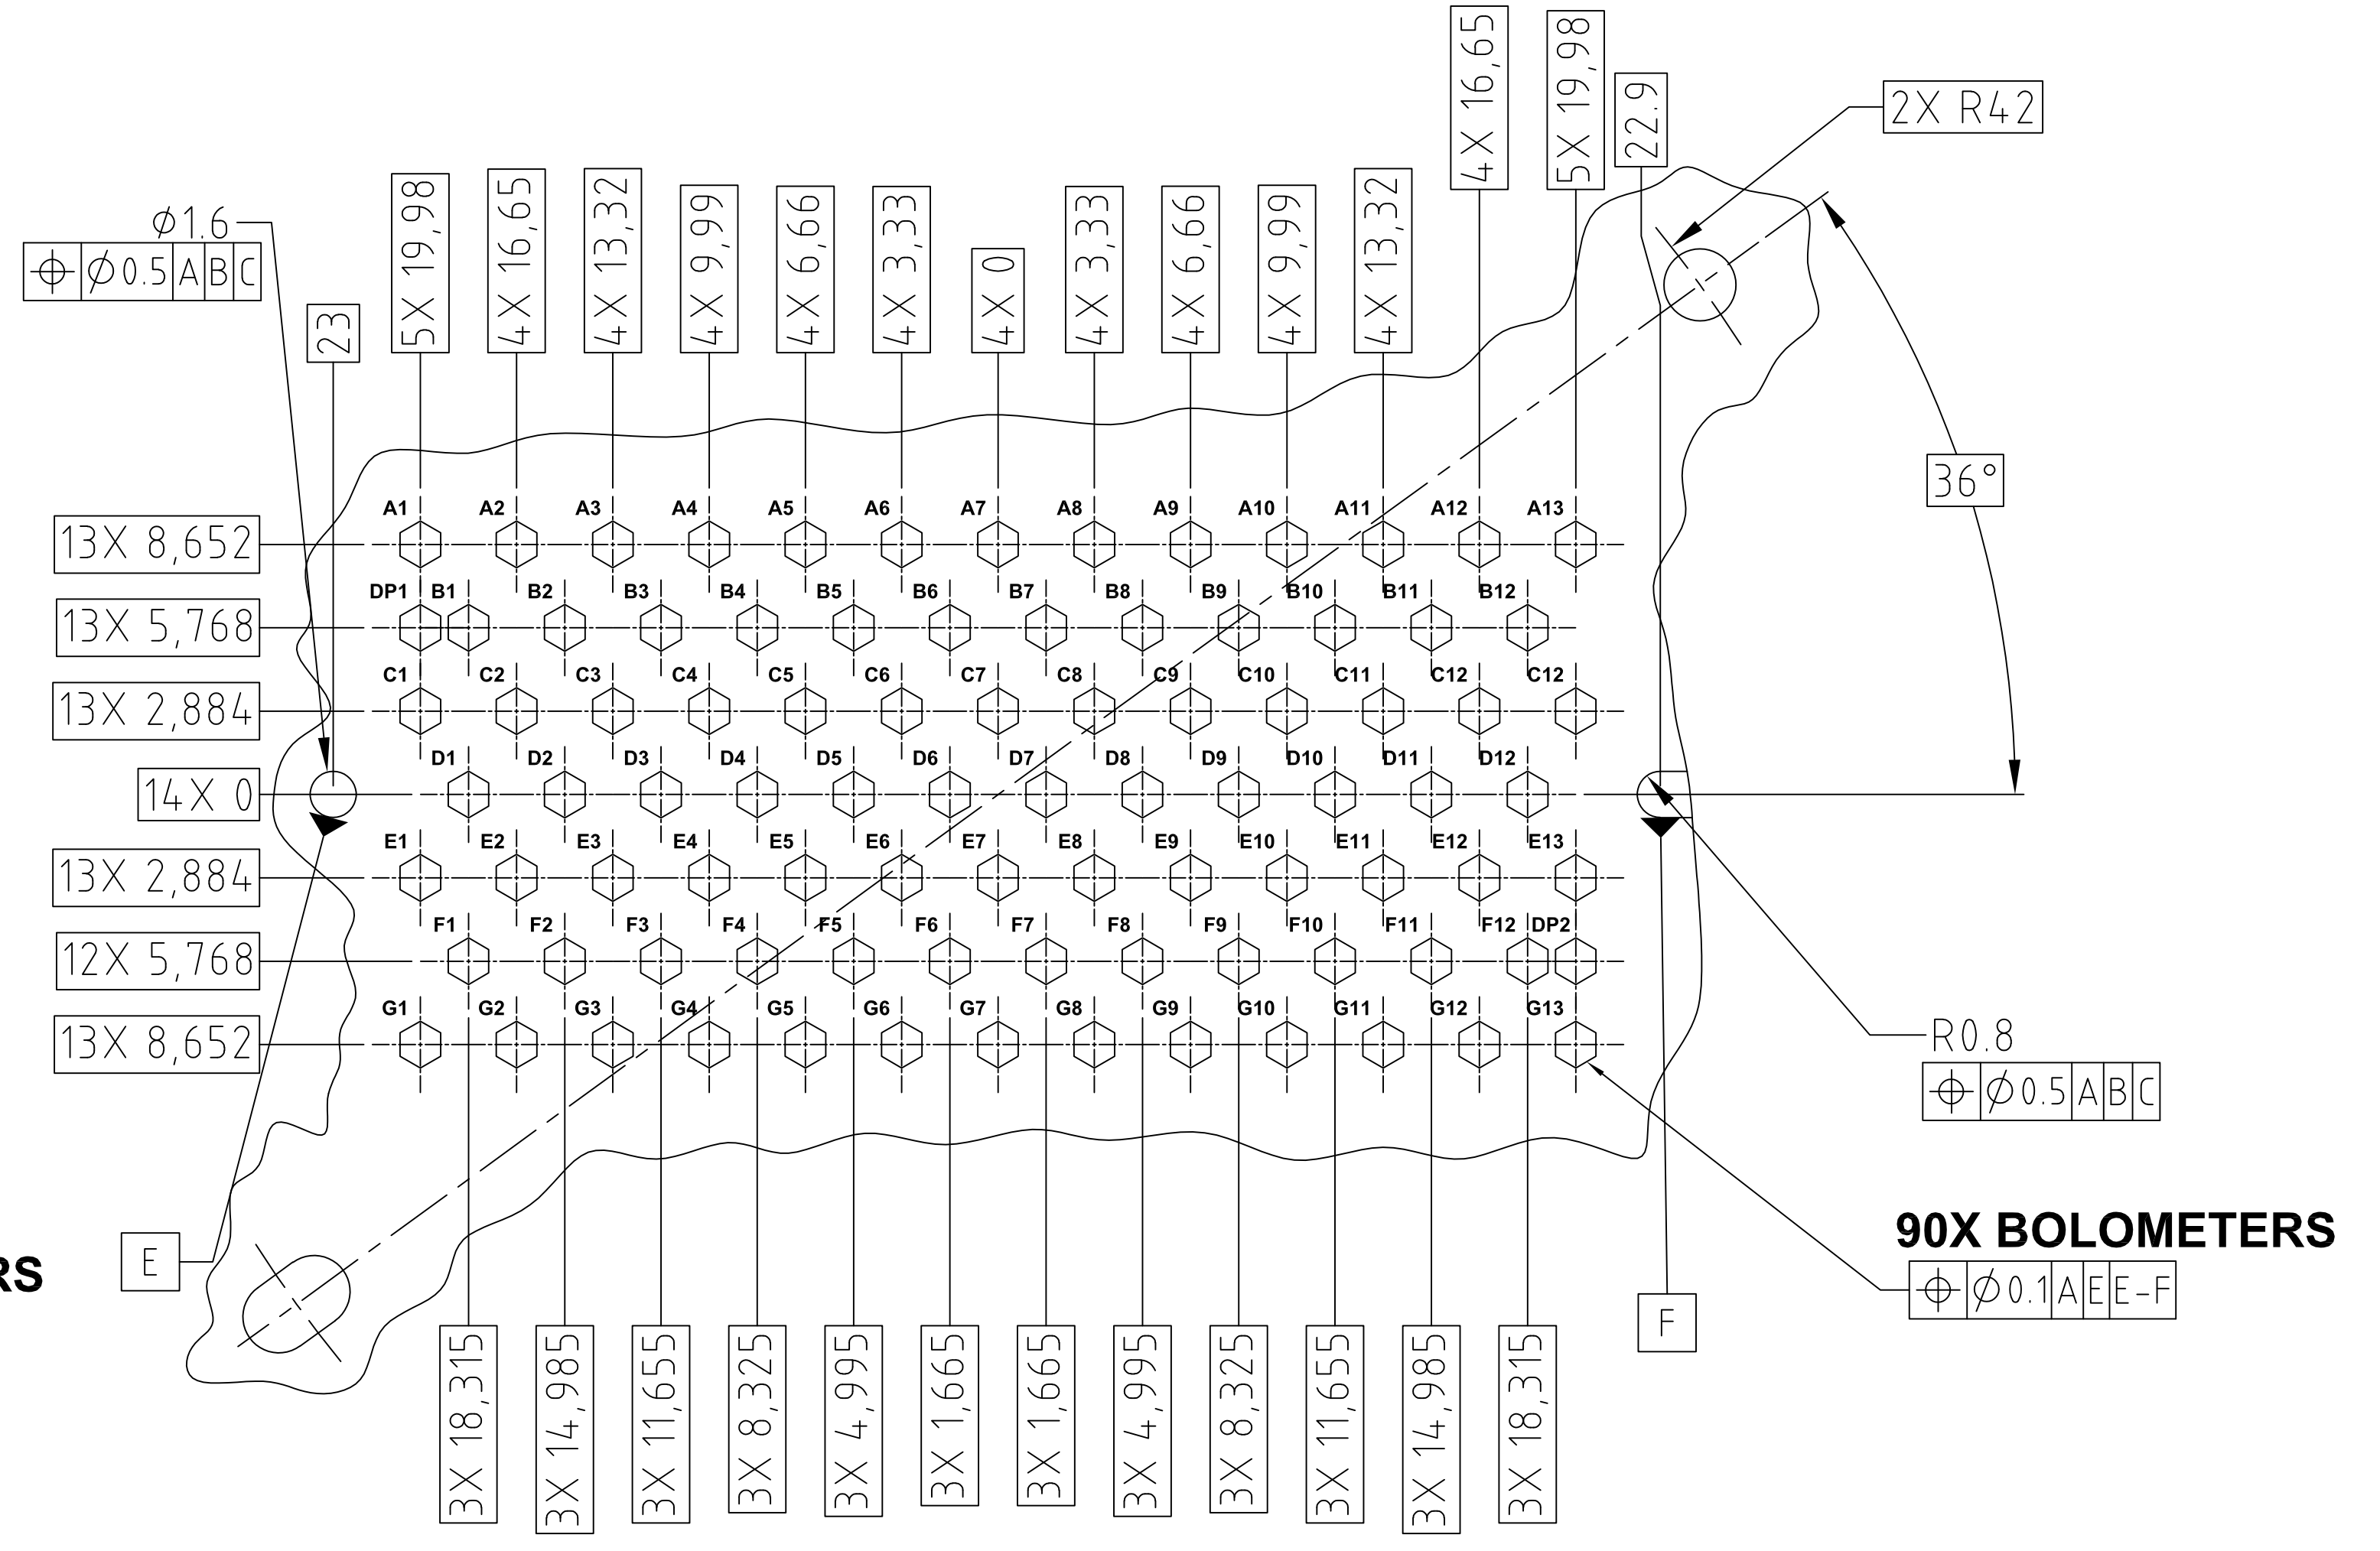 4X 16,65
5X 19,98
22.9
2X R42
5X 19,98
4X 16,65
4X 13,32
4X 9,99
4X 6,66
4X 3,33
4X 0
4X 3,33
4X 6,66
4X 9,99
4X 13,32
⌀1.6
⌖ ⌀0.5 A B C
23
36°
A1 A2 A3 A4 A5 A6 A7 A8 A9 A10 A11 A12 A13
13X 8,652
DP1 B1 B2 B3 B4 B5 B6 B7 B8 B9 B10 B11 B12
13X 5,768
C1 C2 C3 C4 C5 C6 C7 C8 C9 C10 C11 C12 C12
13X 2,884
D1 D2 D3 D4 D5 D6 D7 D8 D9 D10 D11 D12
14X 0
E1 E2 E3 E4 E5 E6 E7 E8 E9 E10 E11 E12 E13
13X 2,884
F1 F2 F3 F4 F5 F6 F7 F8 F9 F10 F11 F12 DP2
12X 5,768
G1 G2 G3 G4 G5 G6 G7 G8 G9 G10 G11 G12 G13
13X 8,652
R0.8
⌖ ⌀0.5 A B C
90X BOLOMETERS
⌖ ⌀0.1 A E E-F
RS
E
F
3X 18,315
3X 14,985
3X 11,655
3X 8,325
3X 4,995
3X 1,665
3X 1,665
3X 4,995
3X 8,325
3X 11,655
3X 14,985
3X 18,315